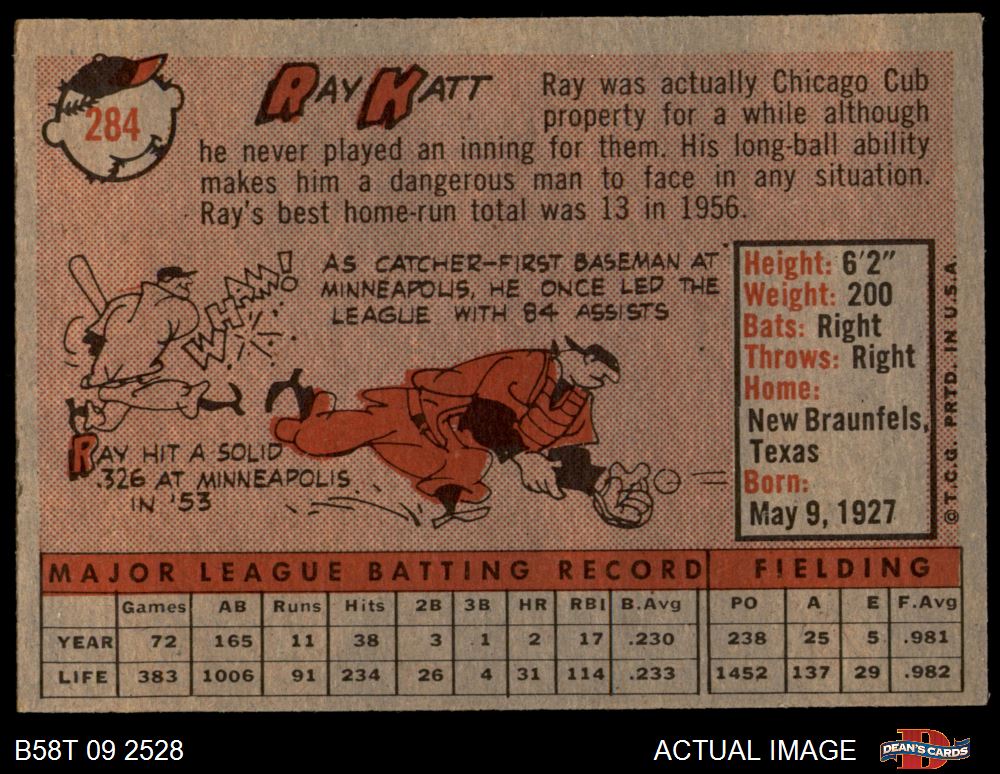 284
RAY KATT
Ray was actually Chicago Cub
property for a while although
he never played an inning for them. His long-ball ability
makes him a dangerous man to face in any situation.
Ray's best home-run total was 13 in 1956.
WHAM!
AS CATCHER-FIRST BASEMAN AT
MINNEAPOLIS, HE ONCE LED THE
LEAGUE WITH 84 ASSISTS
RAY HIT A SOLID
.326 AT MINNEAPOLIS
IN '53
Height: 6'2"
Weight: 200
Bats: Right
Throws: Right
Home:
New Braunfels,
Texas
Born:
May 9, 1927
© T.C.G. PRTD. IN U.S.A.
MAJOR LEAGUE BATTING RECORD FIELDING
Games AB Runs Hits 2B 3B HR RBI B.Avg PO A E F.Avg
YEAR 72 165 11 38 3 1 2 17 .230 238 25 5 .981
LIFE 383 1006 91 234 26 4 31 114 .233 1452 137 29 .982
B58T 09 2528
ACTUAL IMAGE
DEAN'S CARDS